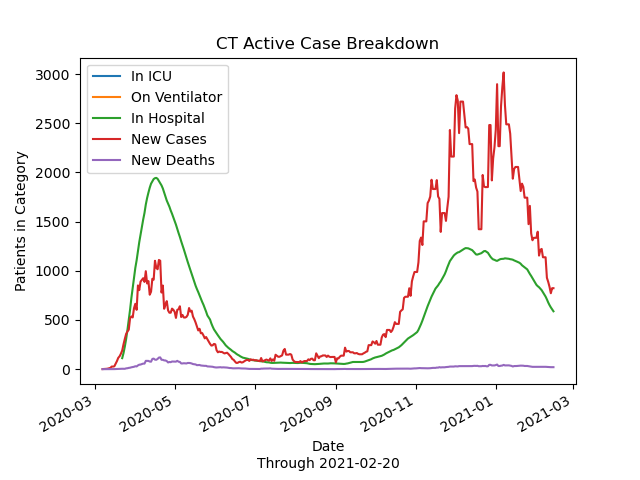 CT Active Case Breakdown
In ICU
On Ventilator
In Hospital
New Cases
New Deaths
Patients in Category
3000
2500
2000
1500
1000
500
0
2020-03
2020-05
2020-07
2020-09
2020-11
2021-01
2021-03
Date
Through 2021-02-20